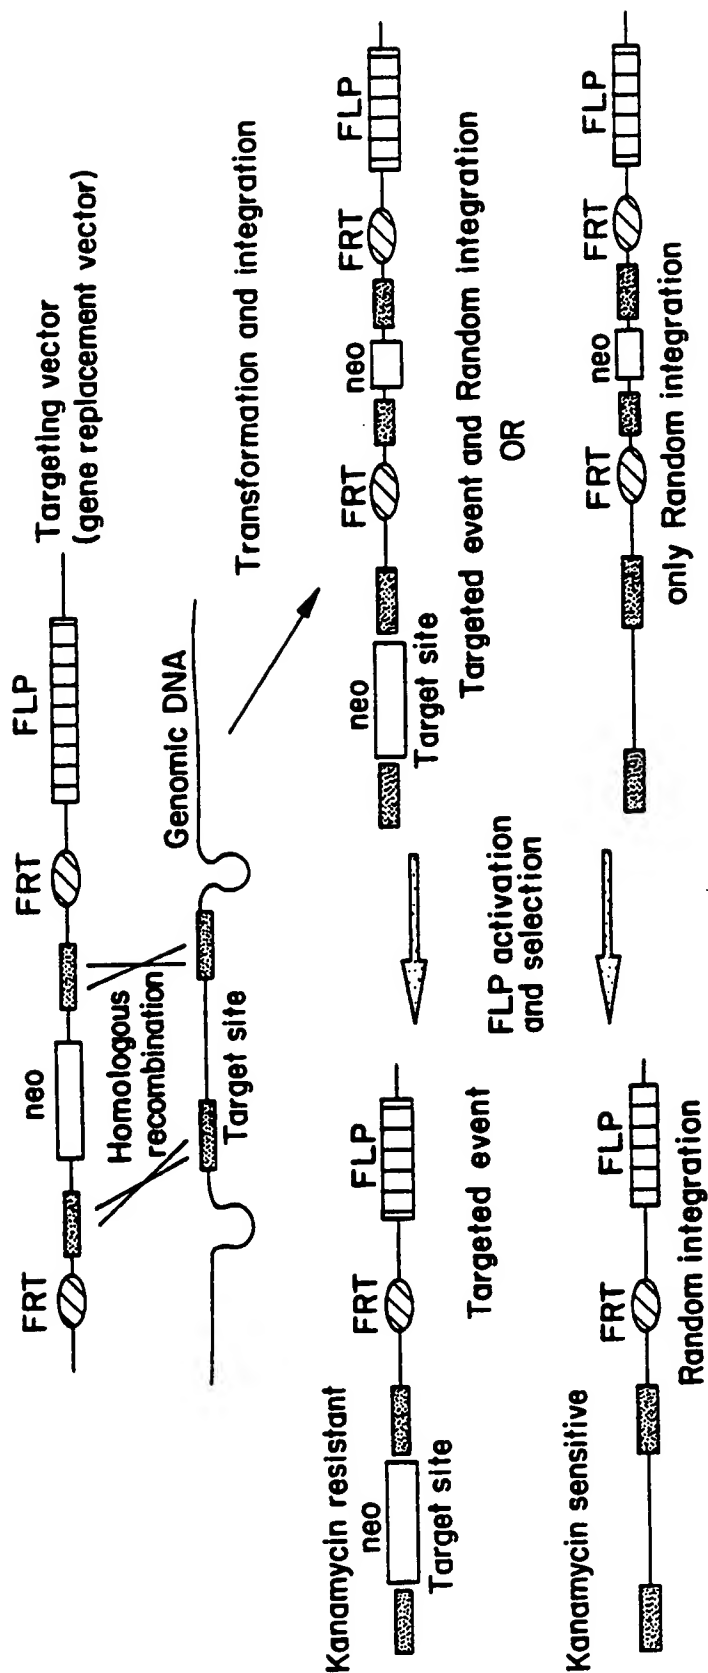 FRT
neo
FRT
FLP
Targeting vector
(gene replacement vector)
Homologous
recombination
Target site
Genomic DNA
Transformation and integration
Kanamycin resistant
neo
Target site
FRT
FLP
Targeted event
FLP activation
and selection
neo
Target site
FRT
neo
FRT
FLP
Targeted event and Random integration
OR
Kanamycin sensitive
FRT
FLP
Random integration
FRT
neo
FRT
FLP
only Random integration